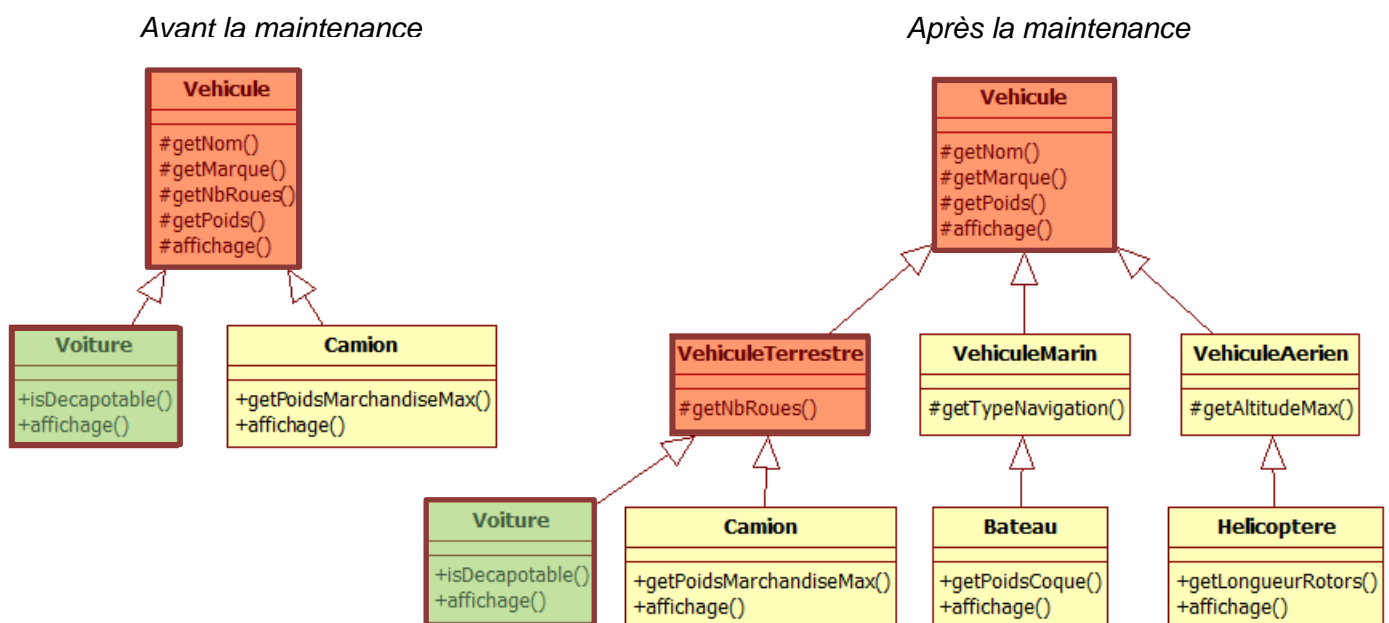 Avant la maintenance
Vehicule
#getNom()
#getMarque()
#getNbRoues()
#getPoids()
#affichage()
Voiture
+isDecapotable()
+affichage()
Camion
+getPoidsMarchandiseMax()
+affichage()
Après la maintenance
Vehicule
#getNom()
#getMarque()
#getPoids()
#affichage()
VehiculeTerrestre
#getNbRoues()
VehiculeMarin
#getTypeNavigation()
VehiculeAerien
#getAltitudeMax()
Voiture
+isDecapotable()
+affichage()
Camion
+getPoidsMarchandiseMax()
+affichage()
Bateau
+getPoidsCoque()
+affichage()
Helicoptere
+getLongueurRotors()
+affichage()